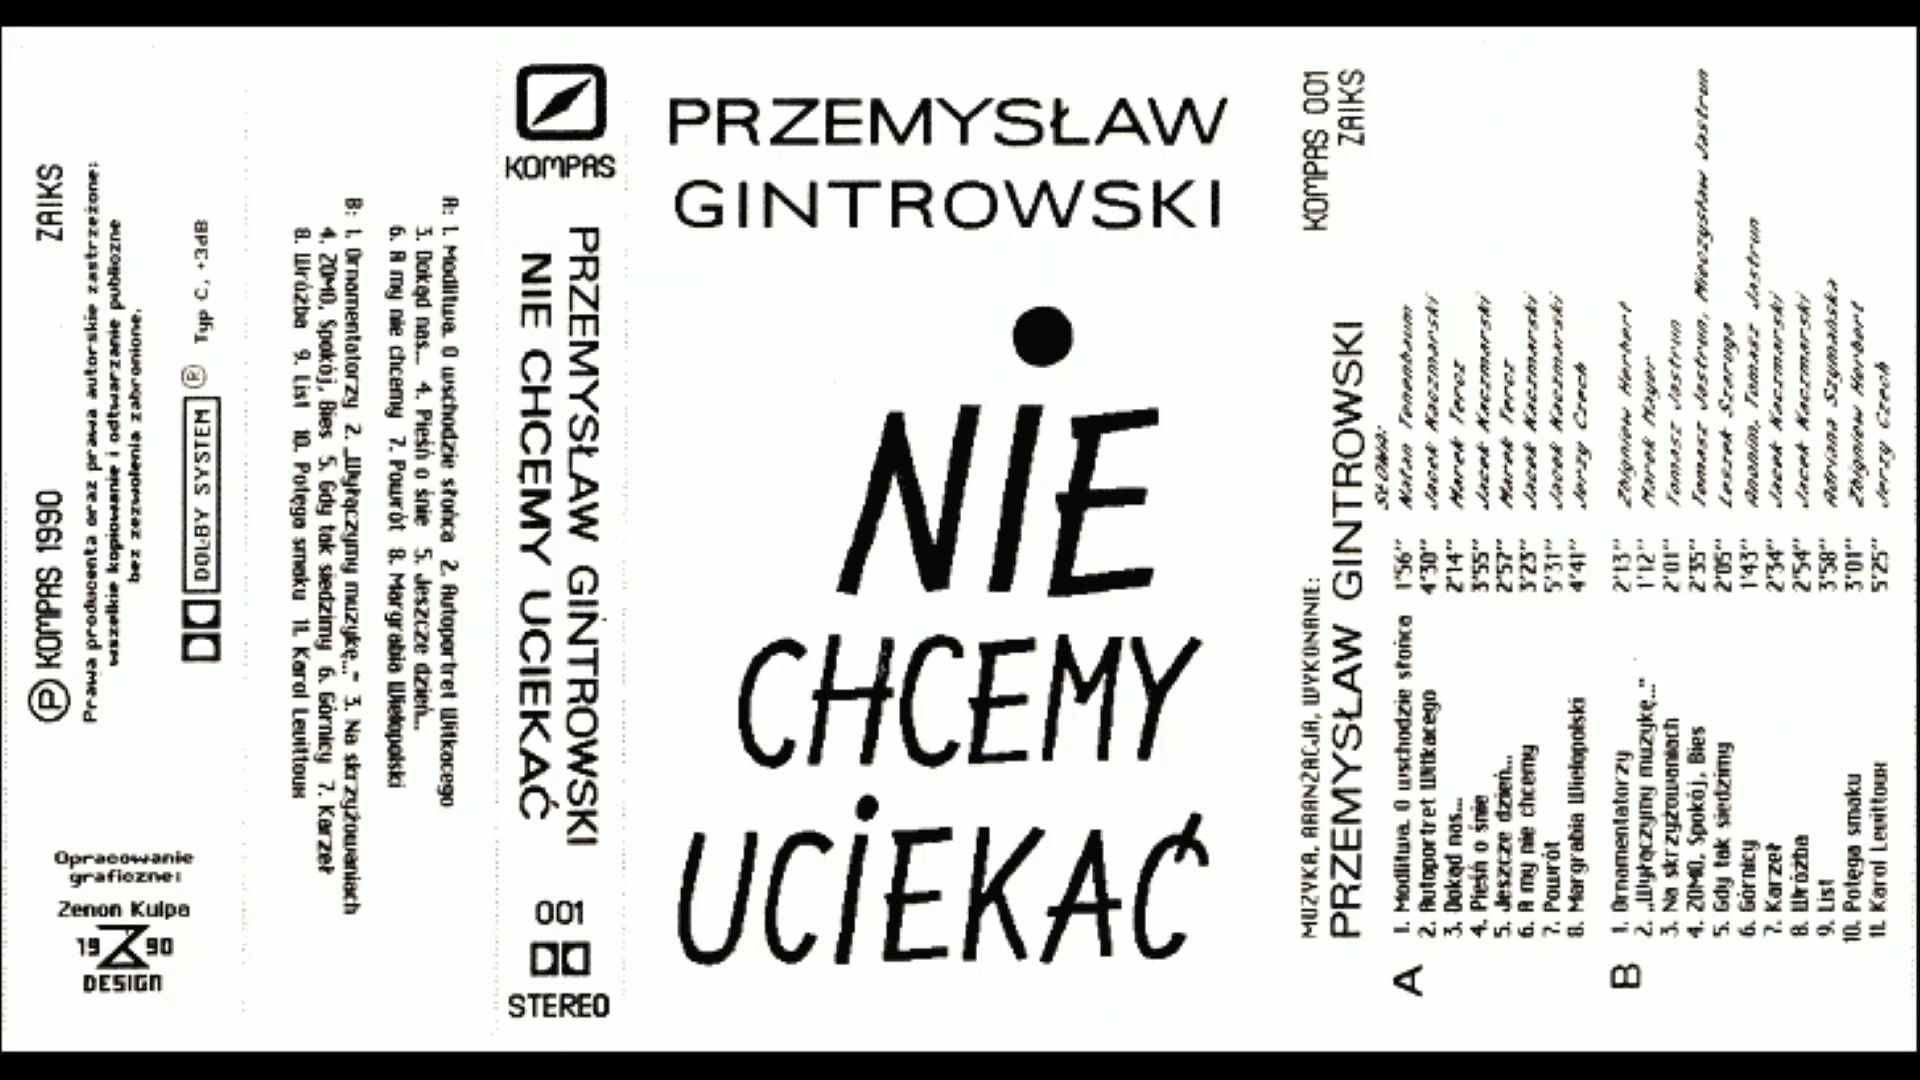 ZAIKS
Ⓟ KOMPAS 1990
Prawa producenta oraz prawa autorskie zastrzeżone;
wszelkie kopiowanie i odtwarzanie publiczne
bez zezwolenia zabronione.
DOLBY SYSTEM ® Typ C, +3dB
Opracowanie
graficzne:
Zenon Kulpa
19 90
DESIGN
A: 1. Modlitwa. O wschodzie słońca 2. Autoportret Witkacego
3. Dokąd nas... 4. Pieśń o śnie 5. Jeszcze dzień...
6. A my nie chcemy 7. Powrót 8. Margrabia Wielopolski
B: 1. Ornamentatorzy 2. „Wyłączymy muzykę...” 3. Na skrzyżowaniach
4. ZOMO, Spokój, Bies 5. Gdy tak siedzimy 6. Górnicy 7. Karzeł
8. Wróżba 9. List 10. Potęga smaku 11. Karol Levittoux
KOMPAS
PRZEMYSŁAW GINTROWSKI
NIE CHCEMY UCIEKAĆ
001
STEREO
PRZEMYSŁAW
GINTROWSKI
NIE
CHCEMY
UCIEKAĆ
KOMPAS 001
ZAIKS
MUZYKA, ARANŻACJA, WYKONANIE:
PRZEMYSŁAW GINTROWSKI
SŁOWA:
A
1. Modlitwa. O wschodzie słońca 1'56'' Natan Tenenbaum
2. Autoportret Witkacego 4'30'' Jacek Kaczmarski
3. Dokąd nas... 2'14'' Marek Tercz
4. Pieśń o śnie 3'55'' Jacek Kaczmarski
5. Jeszcze dzień... 2'57'' Marek Tercz
6. A my nie chcemy 3'23'' Jacek Kaczmarski
7. Powrót 5'31'' Jacek Kaczmarski
8. Margrabia Wielopolski 4'41'' Jerzy Czech
B
1. Ornamentatorzy 2'13'' Zbigniew Herbert
2. „Wyłączymy muzykę...” 1'12'' Marek Mayer
3. Na skrzyżowaniach 2'01'' Tomasz Jastrun
4. ZOMO, Spokój, Bies 2'35'' Tomasz Jastrun, Mieczysław Jastrun
5. Gdy tak siedzimy 2'05'' Leszek Szaruga
6. Górnicy 1'43'' Anonim, Tomasz Jastrun
7. Karzeł 2'34'' Jacek Kaczmarski
8. Wróżba 2'54'' Jacek Kaczmarski
9. List 3'58'' Adriana Szymańska
10. Potęga smaku 3'01'' Zbigniew Herbert
11. Karol Levittoux 5'25'' Jerzy Czech